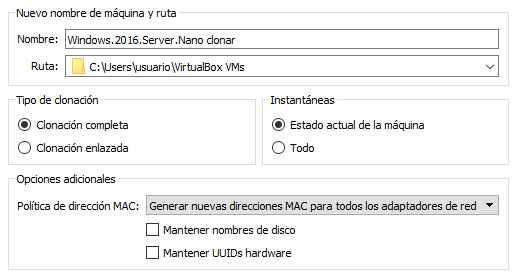 Nuevo nombre de máquina y ruta
Nombre: Windows.2016.Server.Nano clonar
Ruta: C:\Users\usuario\VirtualBox VMs
Tipo de clonación
Clonación completa
Clonación enlazada
Instantáneas
Estado actual de la máquina
Todo
Opciones adicionales
Política de dirección MAC: Generar nuevas direcciones MAC para todos los adaptadores de red
Mantener nombres de disco
Mantener UUIDs hardware